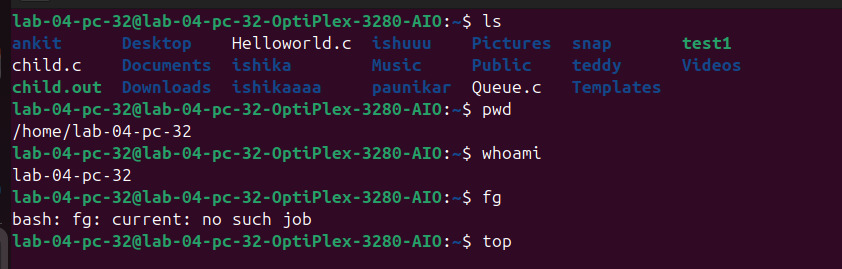 lab-04-pc-32@lab-04-pc-32-OptiPlex-3280-AIO:~$ ls
ankit Desktop Helloworld.c ishuuu Pictures snap test1
child.c Documents ishika Music Public teddy Videos
child.out Downloads ishikaaaa paunikar Queue.c Templates
lab-04-pc-32@lab-04-pc-32-OptiPlex-3280-AIO:~$ pwd
/home/lab-04-pc-32
lab-04-pc-32@lab-04-pc-32-OptiPlex-3280-AIO:~$ whoami
lab-04-pc-32
lab-04-pc-32@lab-04-pc-32-OptiPlex-3280-AIO:~$ fg
bash: fg: current: no such job
lab-04-pc-32@lab-04-pc-32-OptiPlex-3280-AIO:~$ top